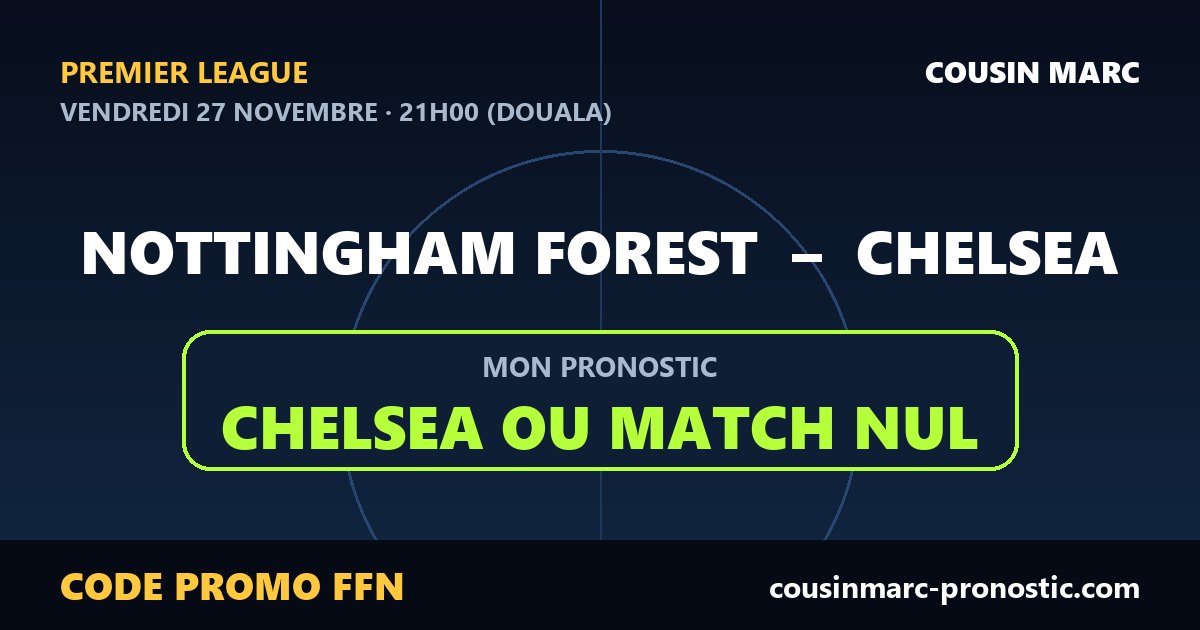 PREMIER LEAGUE
COUSIN MARC
VENDREDI 27 NOVEMBRE · 21H00 (DOUALA)
NOTTINGHAM FOREST – CHELSEA
MON PRONOSTIC
CHELSEA OU MATCH NUL
CODE PROMO FFN
cousinmarc-pronostic.com